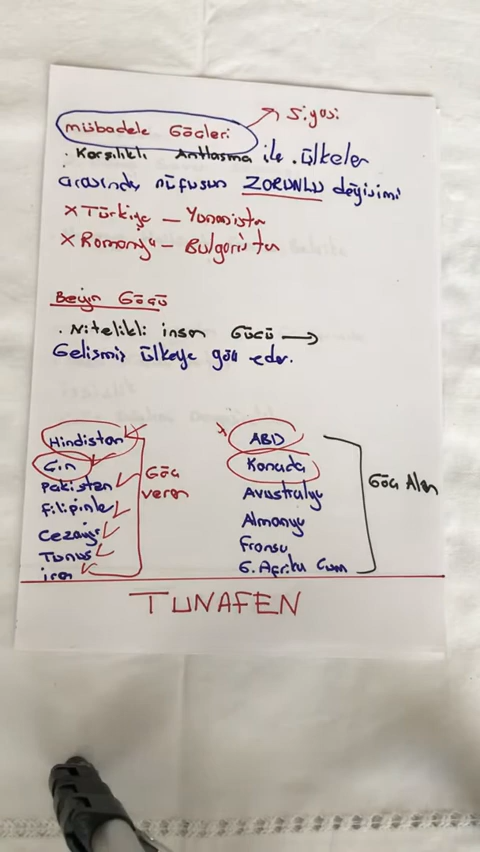 Siyasi
mübadele Göçleri
. Karşılıklı Antlaşma ile . ülkeler
arasında nüfusun ZORUNLU değişimi
x Türkiye - Yunanistan
x Romanya - Bulgaristan
Beyin Göçü
. Nitelikli insan Gücü →
Gelişmiş ülkeye göç eder.
Hindistan
Çin
Pakistan
Filipinler
Cezayir
Tunus
iran
Göç
veren
ABD
Kanada
Avustralya
Almanya
Fransa
G. Afrika Cum
Göç Alan
TUNAFEN